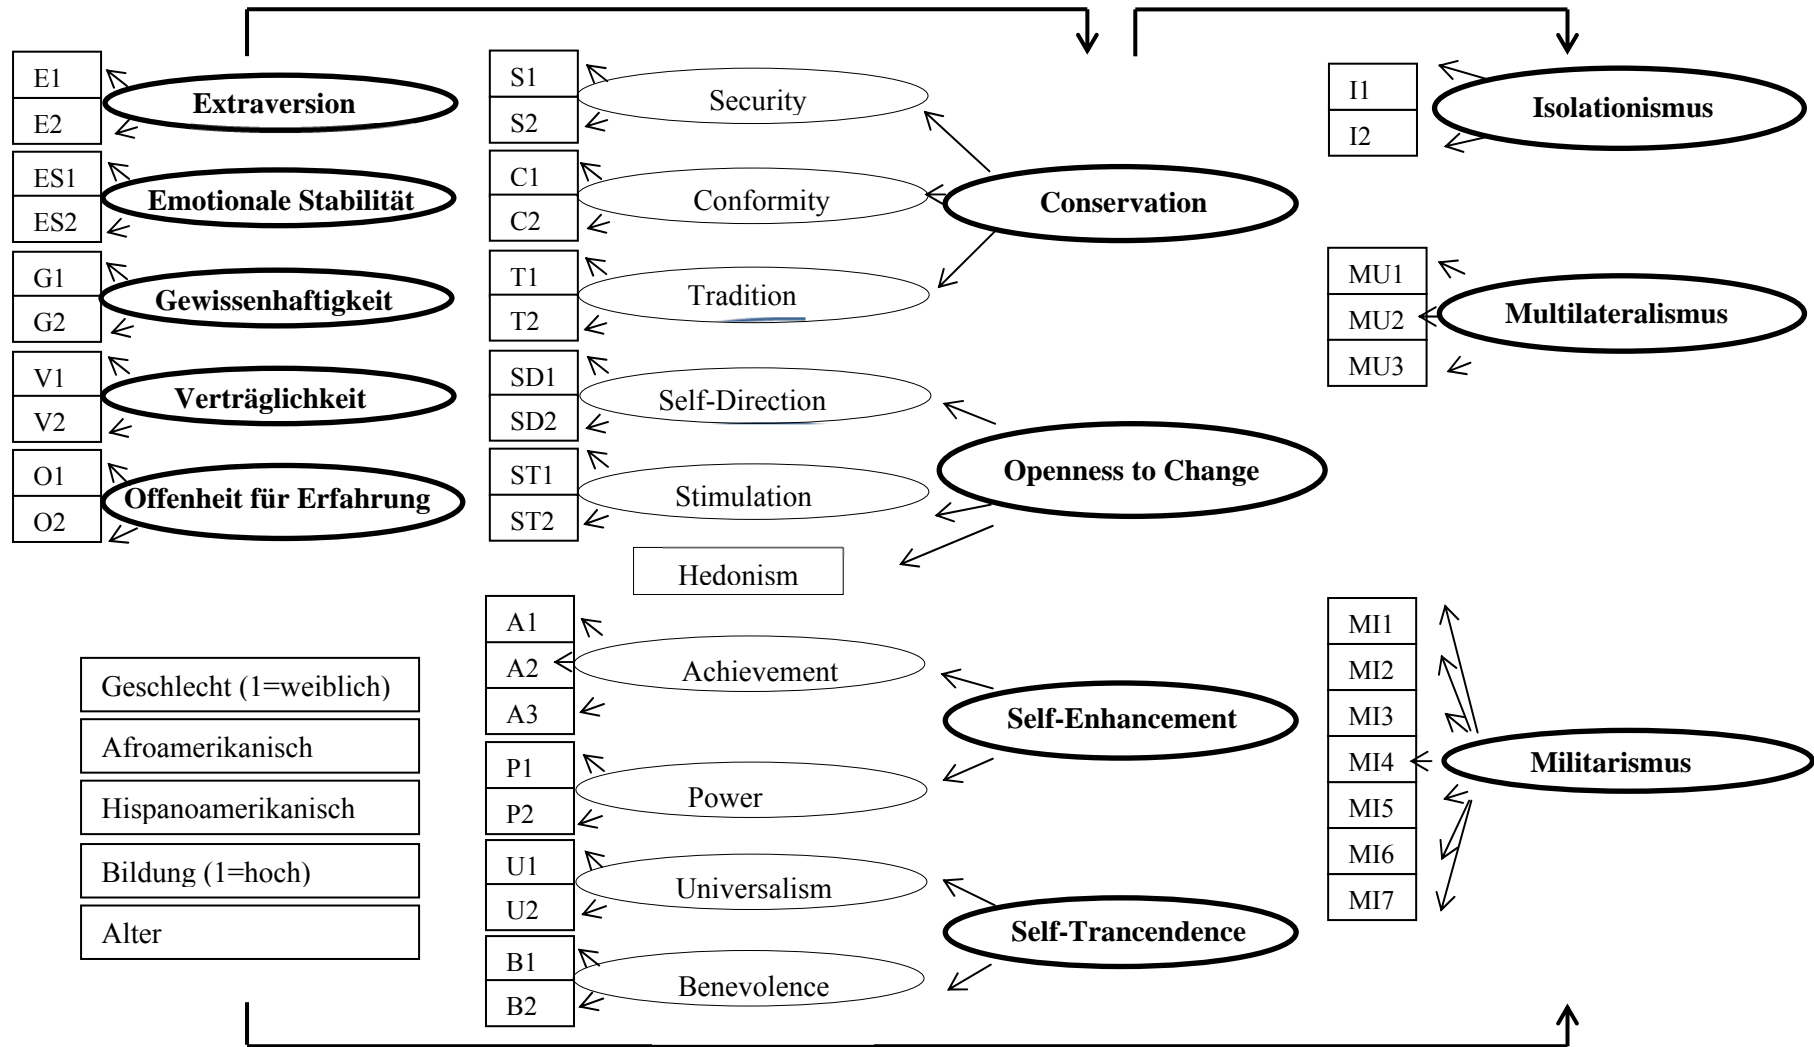 E1
E2
Extraversion
ES1
ES2
Emotionale Stabilität
G1
G2
Gewissenhaftigkeit
V1
V2
Verträglichkeit
O1
O2
Offenheit für Erfahrung
Geschlecht (1=weiblich)
Afroamerikanisch
Hispanoamerikanisch
Bildung (1=hoch)
Alter
S1
S2
Security
C1
C2
Conformity
T1
T2
Tradition
SD1
SD2
Self-Direction
ST1
ST2
Stimulation
Hedonism
A1
A2
A3
Achievement
P1
P2
Power
U1
U2
Universalism
B1
B2
Benevolence
Conservation
Openness to Change
Self-Enhancement
Self-Trancendence
I1
I2
Isolationismus
MU1
MU2
MU3
Multilateralismus
MI1
MI2
MI3
MI4
MI5
MI6
MI7
Militarismus